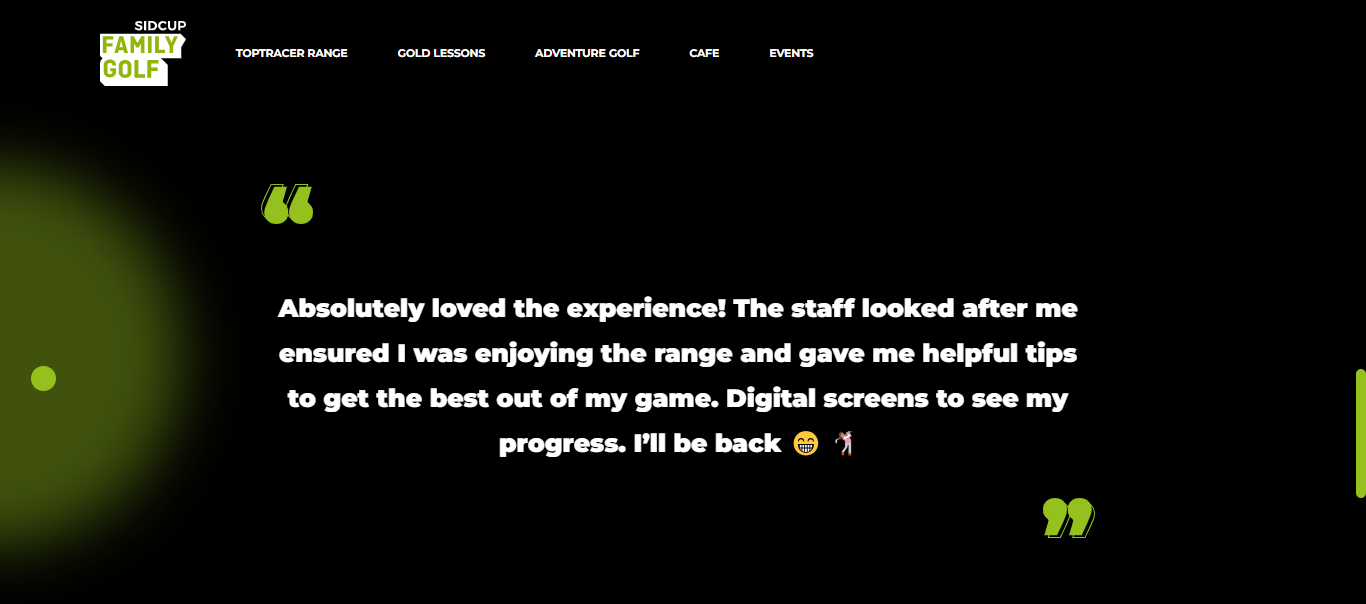 SIDCUP
FAMILY
GOLF
TOPTRACER RANGE
GOLD LESSONS
ADVENTURE GOLF
CAFE
EVENTS
“
Absolutely loved the experience! The staff looked after me
ensured I was enjoying the range and gave me helpful tips
to get the best out of my game. Digital screens to see my
progress. I’ll be back 😁 🏌🏻‍♀️
”